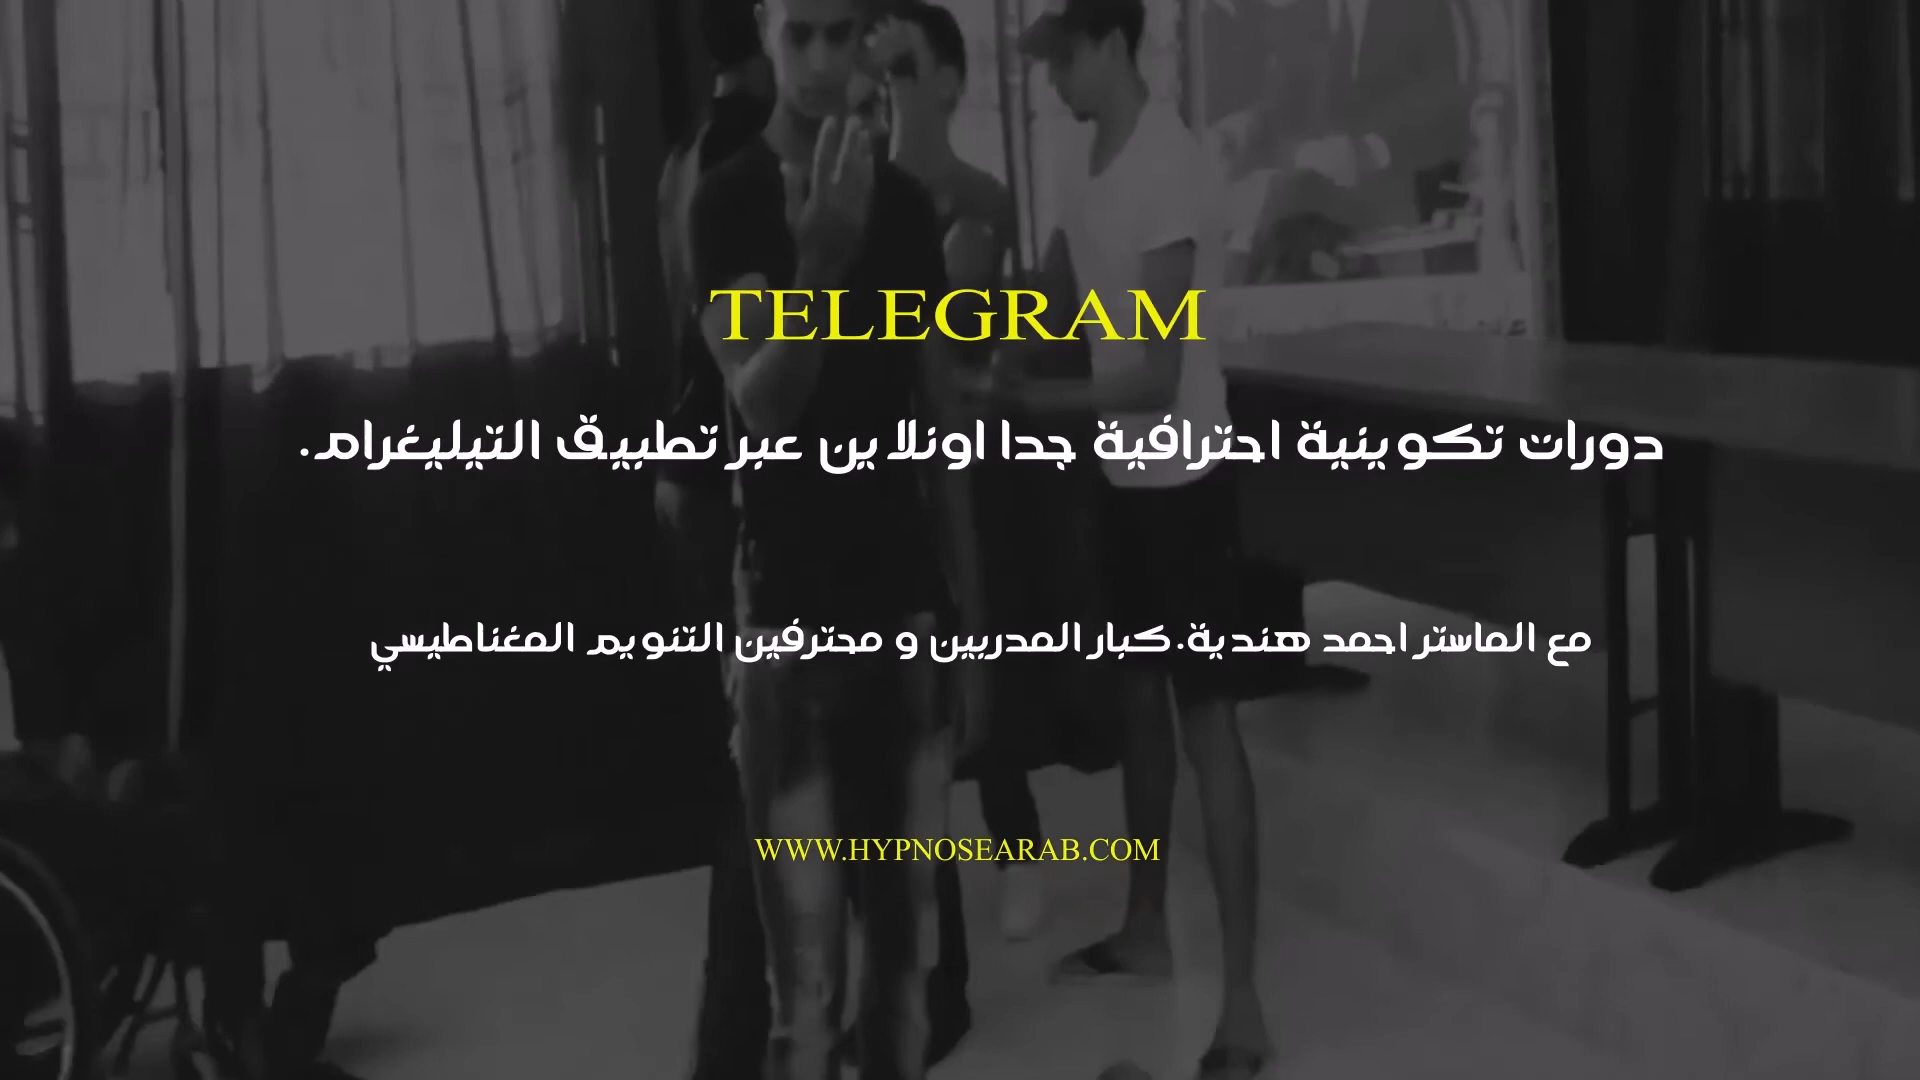 TELEGRAM
دورات تكوينية احترافية جدا اونلاين عبر تطبيق التيليغرام.
مع الماستر احمد هندية.كبار المدربين و محترفين التنويم المغناطيسي
WWW.HYPNOSEARAB.COM